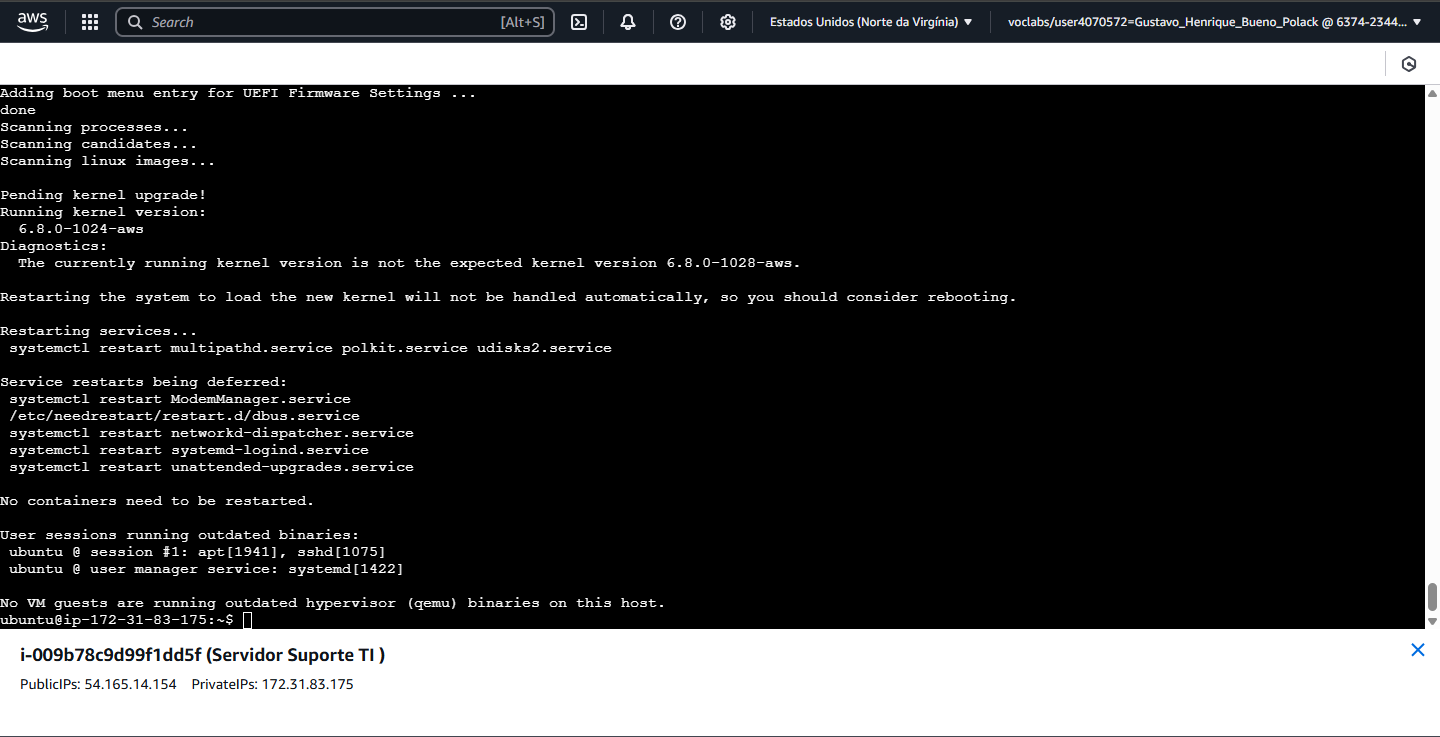 aws
Search [Alt+S]
Estados Unidos (Norte da Virgínia)
voclabs/user4070572=Gustavo_Henrique_Bueno_Polack @ 6374-2344...
Adding boot menu entry for UEFI Firmware Settings ...
done
Scanning processes...
Scanning candidates...
Scanning linux images...
Pending kernel upgrade!
Running kernel version:
6.8.0-1024-aws
Diagnostics:
The currently running kernel version is not the expected kernel version 6.8.0-1028-aws.
Restarting the system to load the new kernel will not be handled automatically, so you should consider rebooting.
Restarting services...
systemctl restart multipathd.service polkit.service udisks2.service
Service restarts being deferred:
systemctl restart ModemManager.service
/etc/needrestart/restart.d/dbus.service
systemctl restart networkd-dispatcher.service
systemctl restart systemd-logind.service
systemctl restart unattended-upgrades.service
No containers need to be restarted.
User sessions running outdated binaries:
ubuntu @ session #1: apt[1941], sshd[1075]
ubuntu @ user manager service: systemd[1422]
No VM guests are running outdated hypervisor (qemu) binaries on this host.
ubuntu@ip-172-31-83-175:~$
i-009b78c9d99f1dd5f (Servidor Suporte TI )
PublicIPs: 54.165.14.154 PrivateIPs: 172.31.83.175